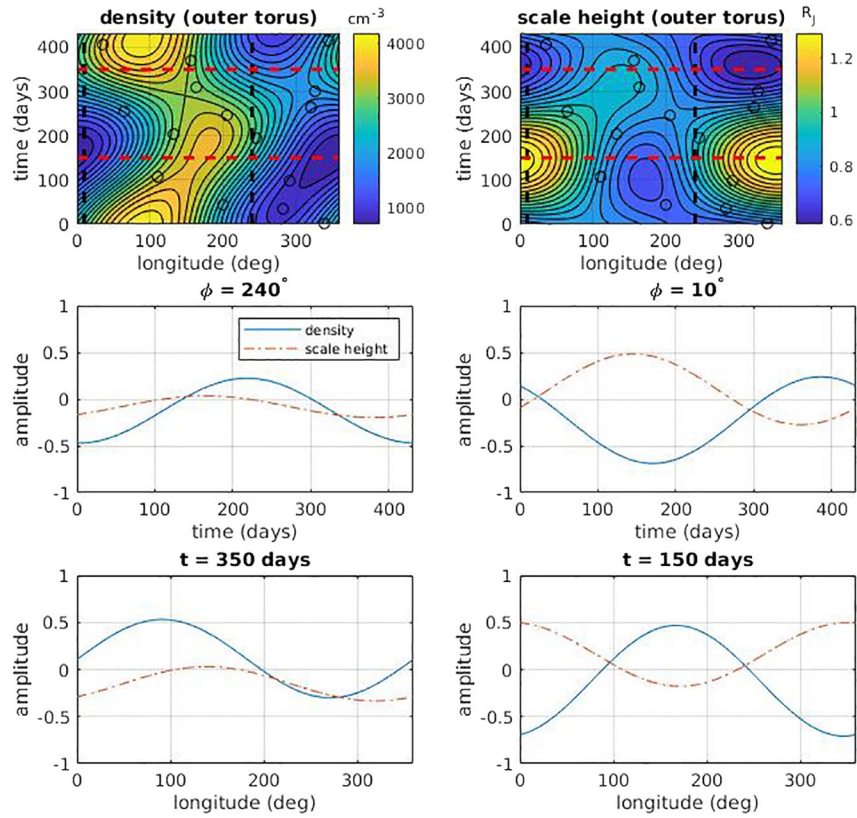 density (outer torus) cm-3
400
300
200
100
0
time (days)
0 100 200 300
longitude (deg)
4000
3000
2000
1000
scale height (outer torus) RJ
400
300
200
100
0
time (days)
0 100 200 300
longitude (deg)
1.2
1
0.8
0.6
ϕ = 240°
1
0.5
0
-0.5
-1
amplitude
density
scale height
0 100 200 300 400
time (days)
ϕ = 10°
1
0.5
0
-0.5
-1
amplitude
0 100 200 300 400
time (days)
t = 350 days
1
0.5
0
-0.5
-1
amplitude
0 100 200 300
longitude (deg)
t = 150 days
1
0.5
0
-0.5
-1
amplitude
0 100 200 300
longitude (deg)